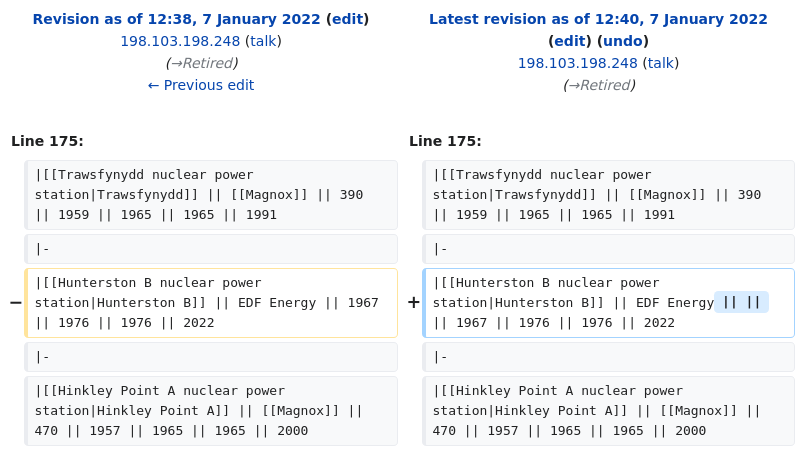 Revision as of 12:38, 7 January 2022 (edit)
198.103.198.248 (talk)
(→Retired)
← Previous edit
Latest revision as of 12:40, 7 January 2022
(edit) (undo)
198.103.198.248 (talk)
(→Retired)
Line 175:
Line 175:
|[[Trawsfynydd nuclear power
station|Trawsfynydd]] || [[Magnox]] || 390
|| 1959 || 1965 || 1965 || 1991
|[[Trawsfynydd nuclear power
station|Trawsfynydd]] || [[Magnox]] || 390
|| 1959 || 1965 || 1965 || 1991
|-
|-
−
|[[Hunterston B nuclear power
station|Hunterston B]] || EDF Energy || 1967
|| 1976 || 1976 || 2022
+
|[[Hunterston B nuclear power
station|Hunterston B]] || EDF Energy || ||
|| 1967 || 1976 || 1976 || 2022
|-
|-
|[[Hinkley Point A nuclear power
station|Hinkley Point A]] || [[Magnox]] ||
470 || 1957 || 1965 || 1965 || 2000
|[[Hinkley Point A nuclear power
station|Hinkley Point A]] || [[Magnox]] ||
470 || 1957 || 1965 || 1965 || 2000